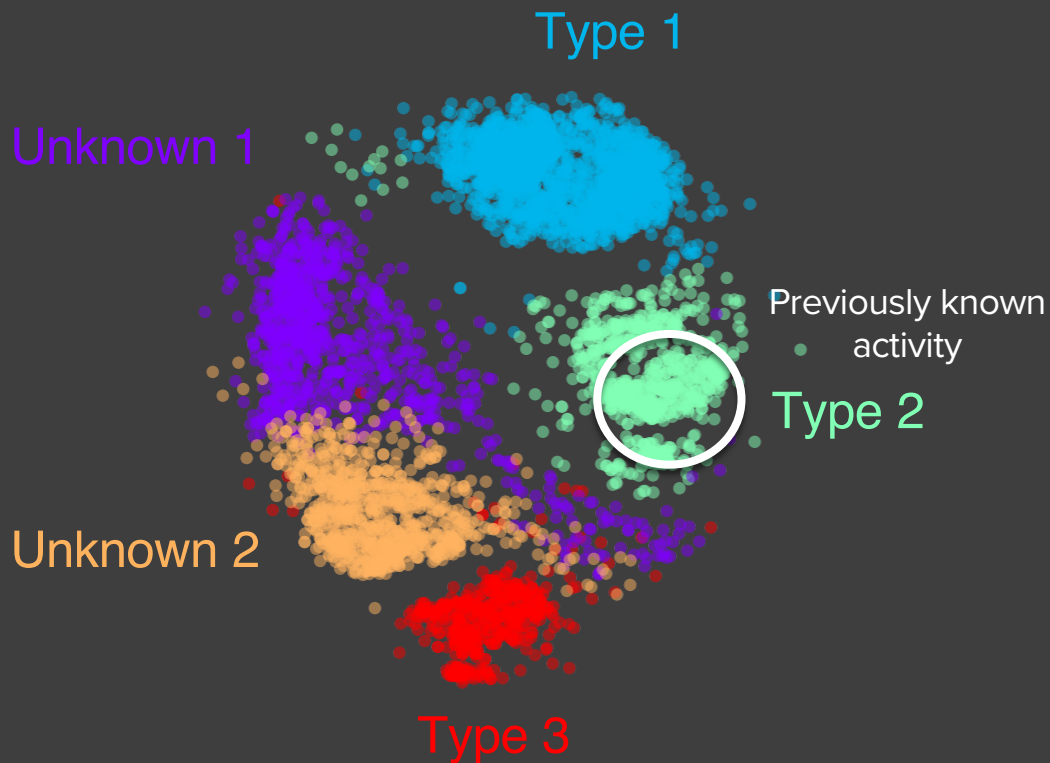 Type 1
Unknown 1
Previously known
activity
Type 2
Unknown 2
Type 3